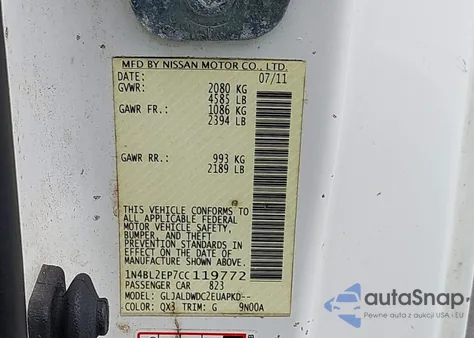 MFD BY NISSAN MOTOR CO., LTD.
DATE: 07/11
GVWR: 2080 KG
4585 LB
GAWR FR.: 1086 KG
2394 LB
GAWR RR.: 993 KG
2189 LB
THIS VEHICLE CONFORMS TO
ALL APPLICABLE FEDERAL
MOTOR VEHICLE SAFETY,
BUMPER, AND THEFT
PREVENTION STANDARDS IN
EFFECT ON THE DATE OF
MANUFACTURE SHOWN ABOVE.
1N4BL2EP7CC119772
PASSENGER CAR 823
MODEL: GLJALDWDC2EUAPKD--
COLOR: QX3 TRIM: G 9N00A
autoSnap
Pewne auta z aukcji USA i EU